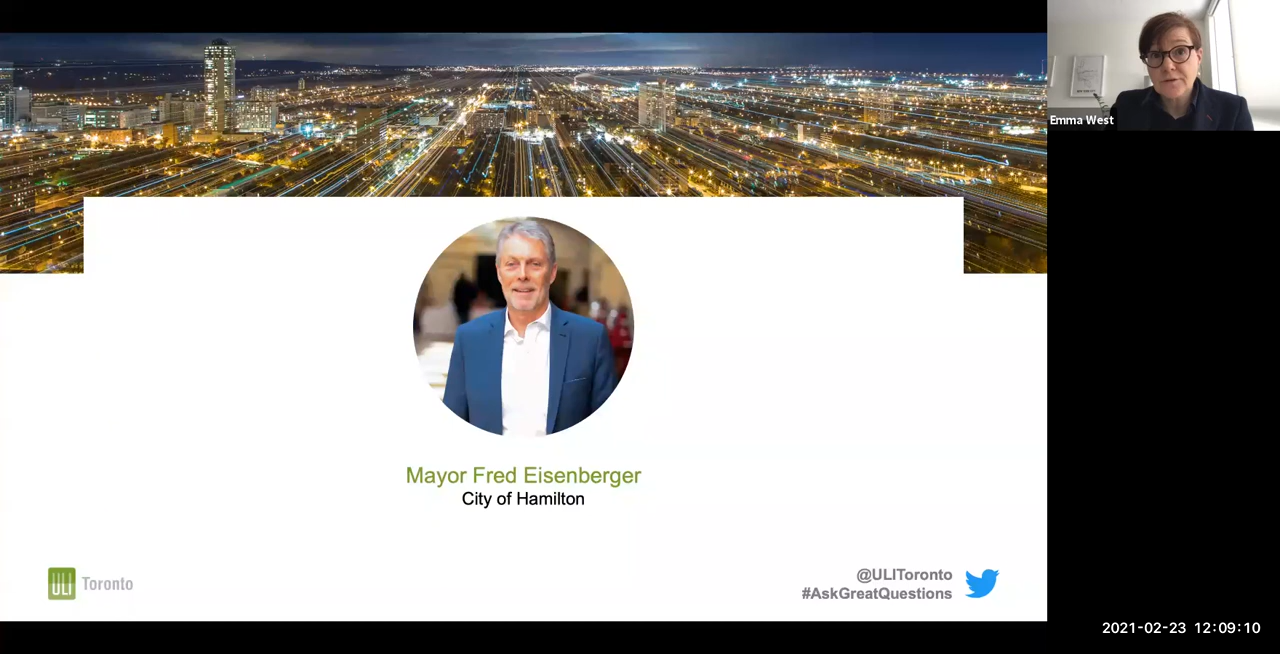 Emma West
Mayor Fred Eisenberger
City of Hamilton
ULI Toronto
@ULIToronto
#AskGreatQuestions
2021-02-23 12:09:10